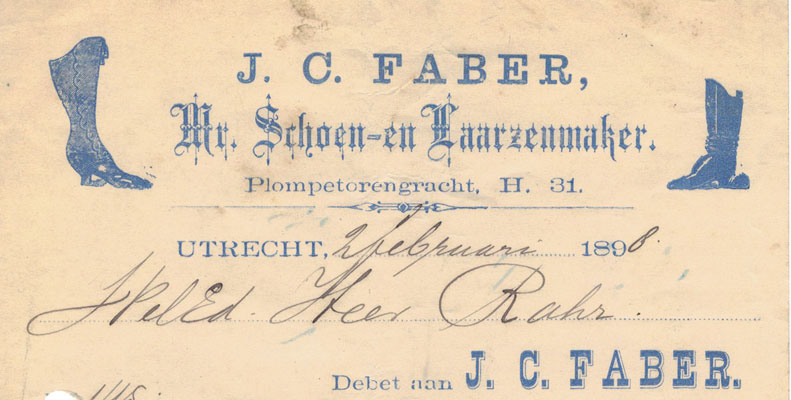 J. C. FABER,
Mr. Schoen-en Laarzenmaker.
Plompetorengracht, H. 31.
UTRECHT, 2 februari 1898.
WelEd. Heer Rahr.
Debet aan J. C. FABER.